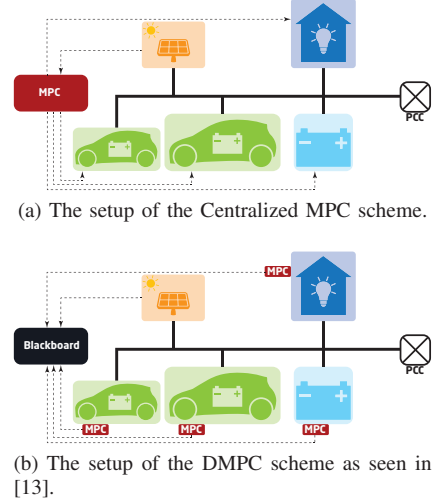 MPC
PCC
(a) The setup of the Centralized MPC scheme.
MPC
Blackboard
PCC
MPC
MPC
MPC
(b) The setup of the DMPC scheme as seen in
[13].